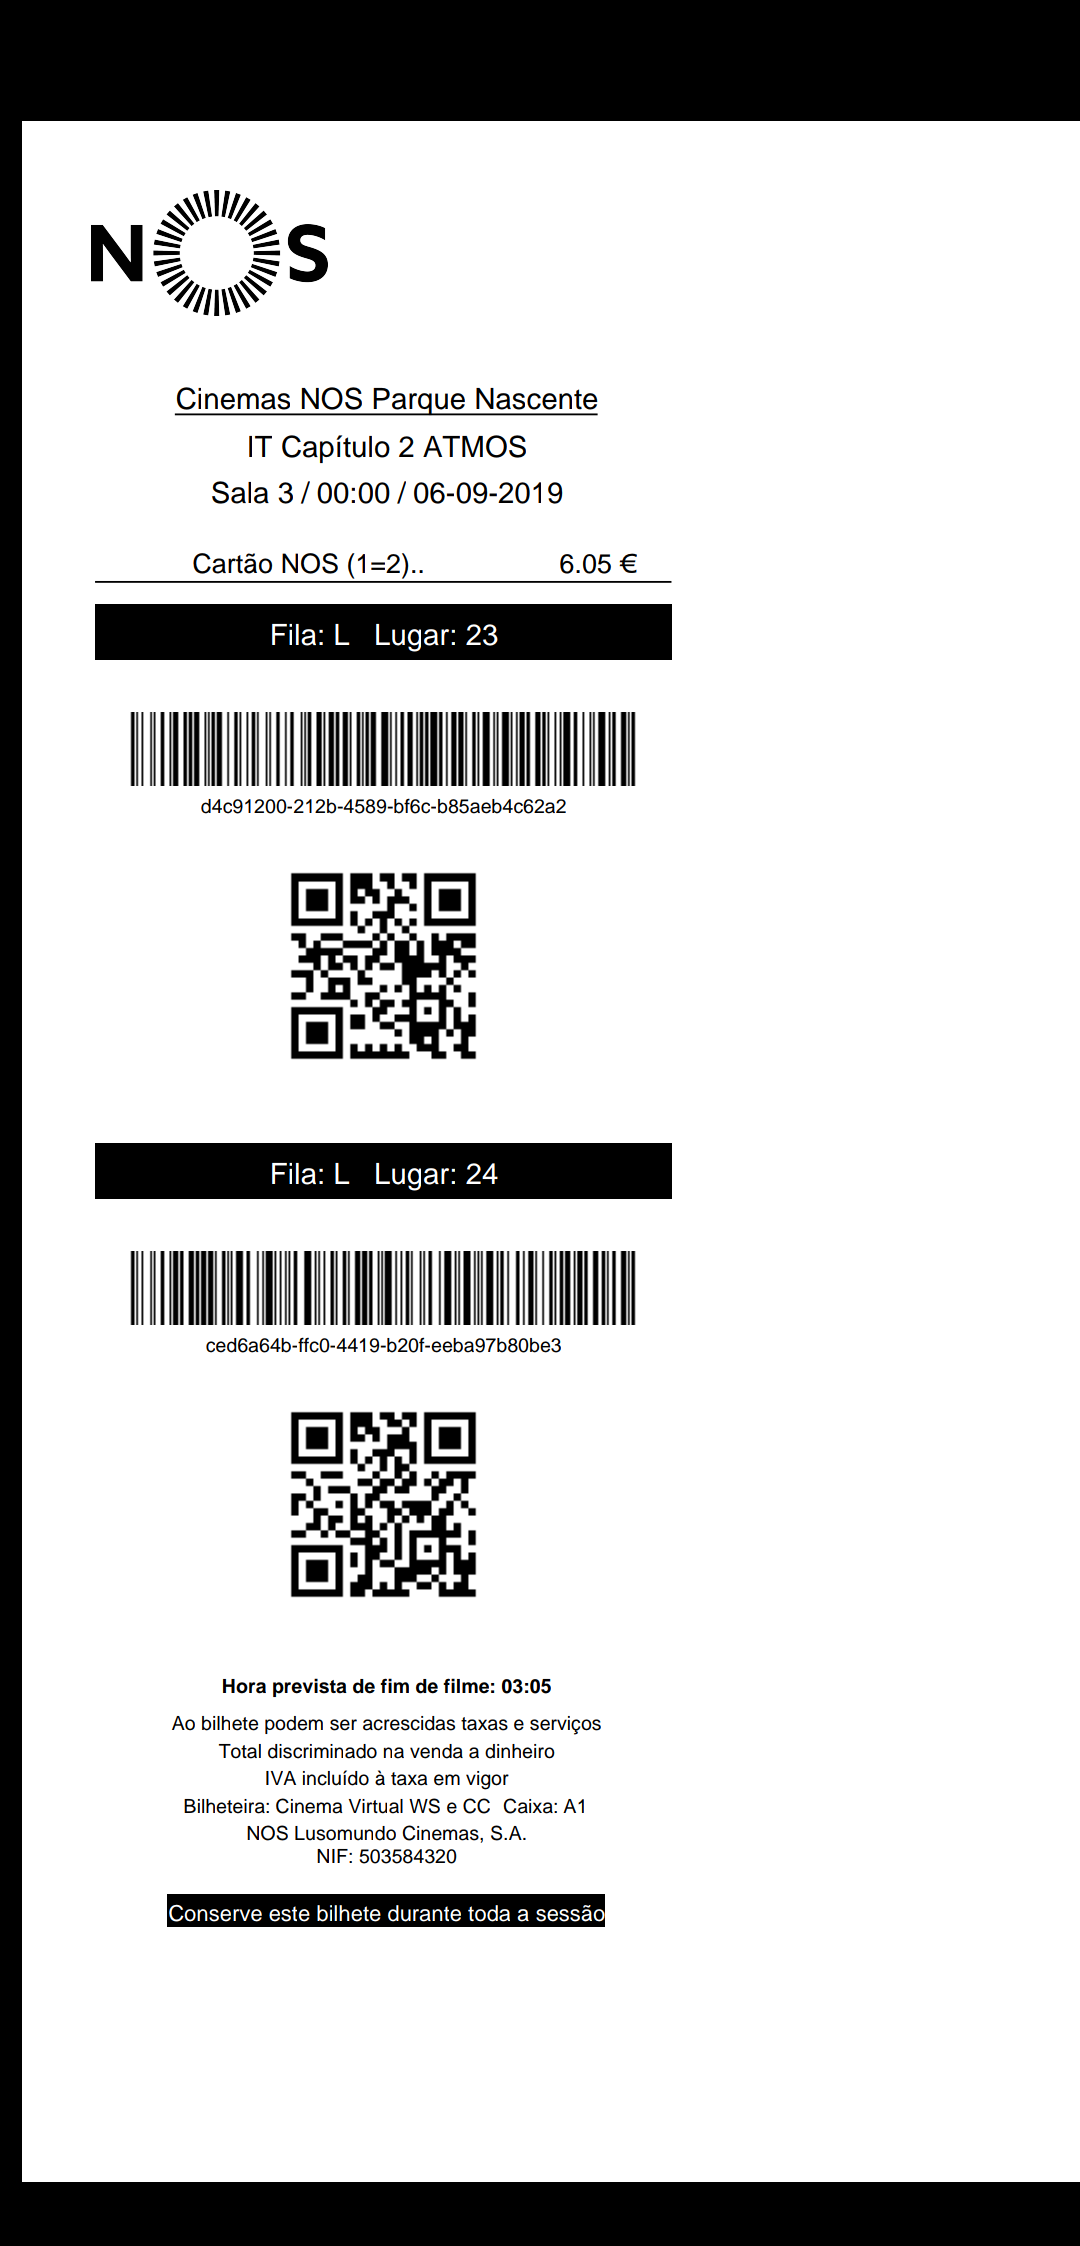 NOS
Cinemas NOS Parque Nascente
IT Capítulo 2 ATMOS
Sala 3 / 00:00 / 06-09-2019
Cartão NOS (1=2).. 6.05 €
Fila: L Lugar: 23
d4c91200-212b-4589-bf6c-b85aeb4c62a2
Fila: L Lugar: 24
ced6a64b-ffc0-4419-b20f-eeba97b80be3
Hora prevista de fim de filme: 03:05
Ao bilhete podem ser acrescidas taxas e serviços
Total discriminado na venda a dinheiro
IVA incluído à taxa em vigor
Bilheteira: Cinema Virtual WS e CC Caixa: A1
NOS Lusomundo Cinemas, S.A.
NIF: 503584320
Conserve este bilhete durante toda a sessão